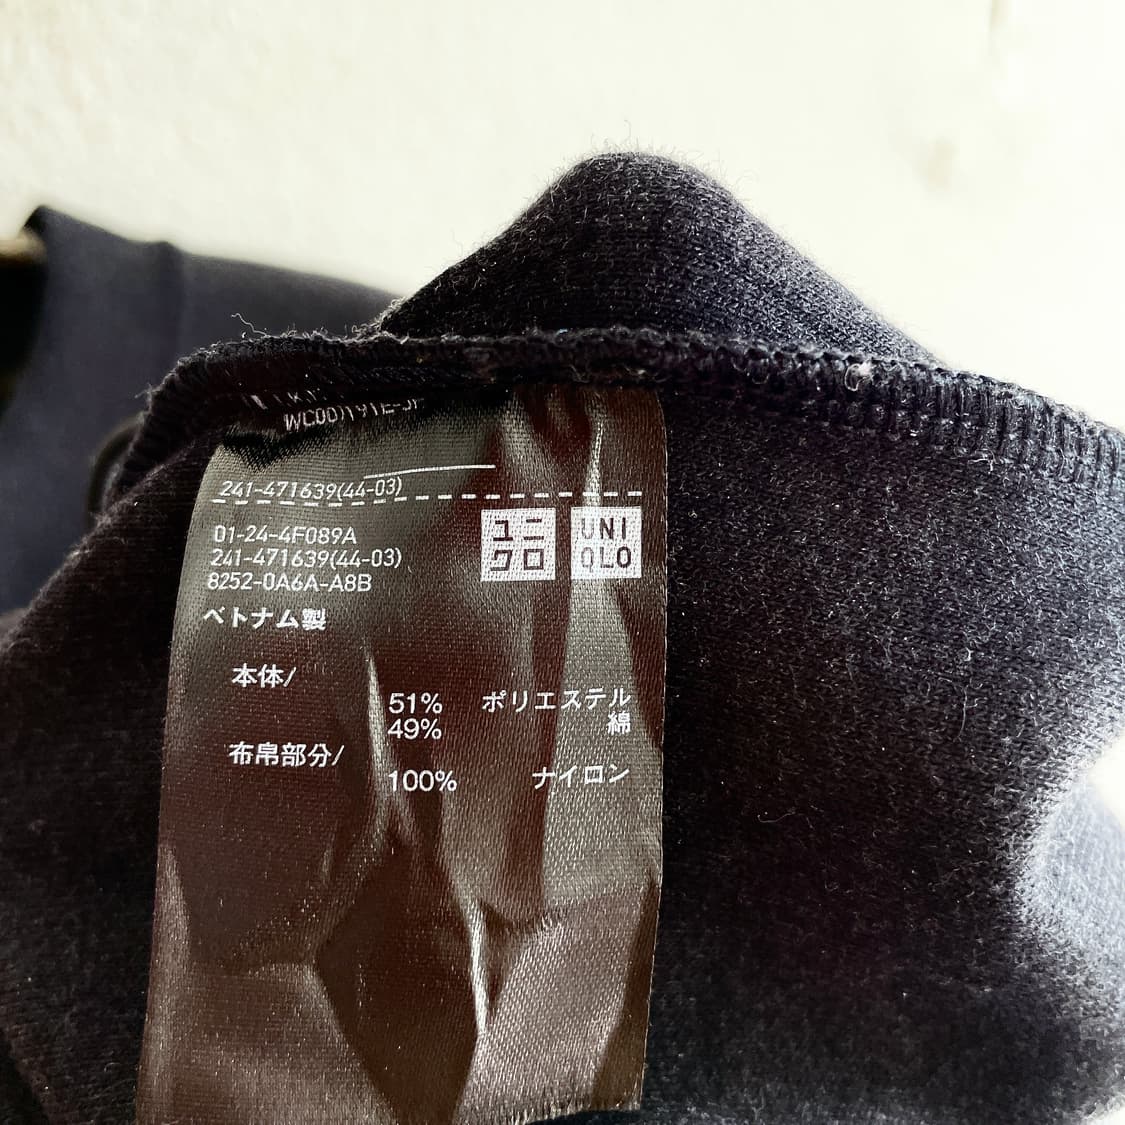 241-471639(44-03)
01-24-4F089A
241-471639(44-03)
8252-0A6A-A8B
ユニ
クロ
UNI
QLO
ベトナム製
本体/
51% ポリエステル
49% 綿
布帛部分/
100% ナイロン